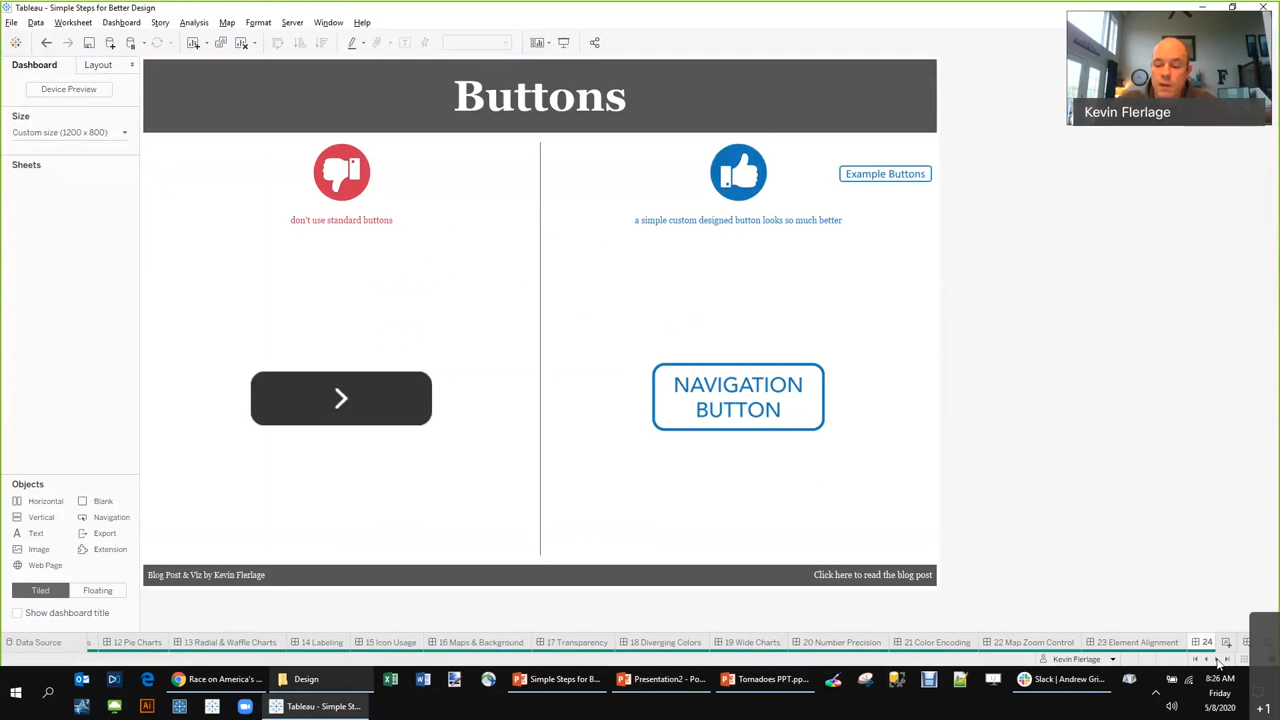 Tableau - Simple Steps for Better Design
File Data Worksheet Dashboard Story Analysis Map Format Server Window Help
Dashboard Layout
Device Preview
Size
Custom size (1200 x 800)
Sheets
Objects
Horizontal Blank
Vertical Navigation
Text Export
Image Extension
Web Page
Tiled Floating
Show dashboard title
Buttons
don't use standard buttons
a simple custom designed button looks so much better
Example Buttons
NAVIGATION
BUTTON
Blog Post & Viz by Kevin Flerlage
Click here to read the blog post
Kevin Flerlage
Data Source s 12 Pie Charts 13 Radial & Waffle Charts 14 Labeling 15 Icon Usage 16 Maps & Background 17 Transparency 18 Diverging Colors 19 Wide Charts 20 Number Precision 21 Color Encoding 22 Map Zoom Control 23 Element Alignment 24
Kevin Flerlage
Race on America's ... Design Simple Steps for B... Presentation2 - Po... Tornadoes PPT.pp... Slack | Andrew Gri...
Tableau - Simple St...
8:26 AM
Friday
5/8/2020
+1